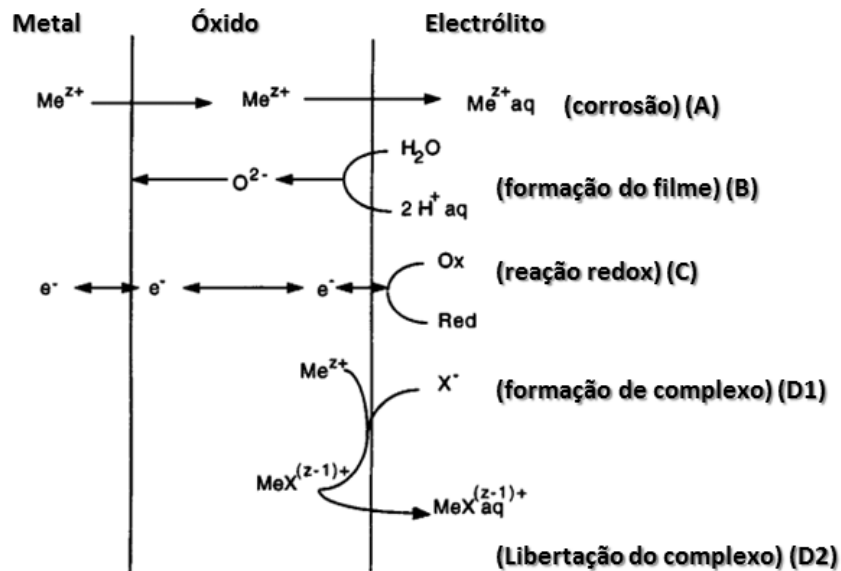 Metal Óxido Electrólito
Me^z+ Me^z+ Me^z+ aq (corrosão) (A)
H₂O
O²⁻ (formação do filme) (B)
2 H⁺ aq
Ox (reação redox) (C)
e⁻ e⁻ e⁻
Red
Me^z+ X⁻ (formação de complexo) (D1)
MeX^(z-1)+ MeX^(z-1)+ aq
(Libertação do complexo) (D2)